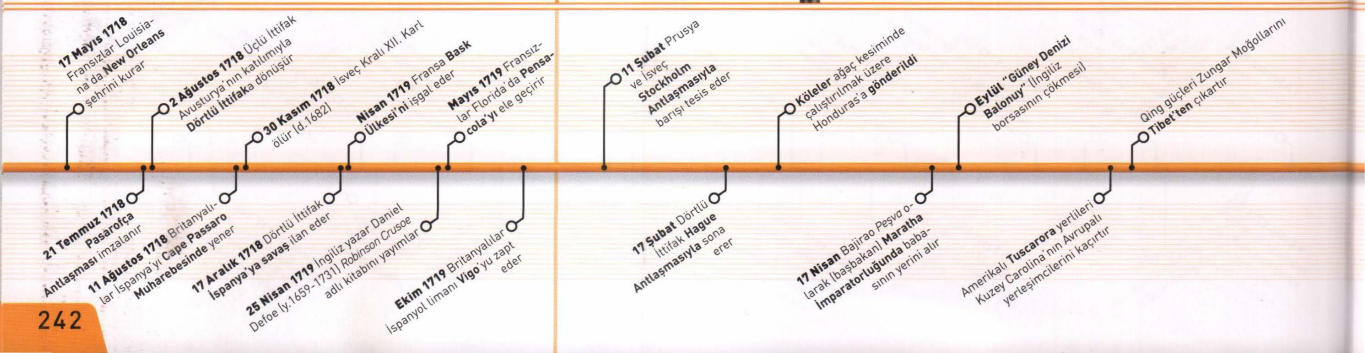 17 Mayıs 1718
Fransızlar Louisia-
na'da New Orleans
şehrini kurar
2 Ağustos 1718 Üçlü İttifak
Avusturya'nın katılımıyla
Dörtlü İttifaka dönüşür
30 Kasım 1718 İsveç Kralı XII. Karl
ölür (d.1682)
Nisan 1719 Fransa Bask
Ülkesi'ni işgal eder
Mayıs 1719 Fransız-
lar Florida'da Pensa-
cola'yı ele geçirir
11 Şubat Prusya
ve İsveç
Stockholm
Antlaşmasıyla
barışı tesis eder
Köleler ağaç kesiminde
çalıştırılmak üzere
Honduras'a gönderildi
Eylül "Güney Denizi
Balonuy" (İngiliz
borsasının çökmesi)
Qing güçleri Zungar Moğollarını
Tibet'ten çıkartır
21 Temmuz 1718
Pasarofça
Antlaşması imzalanır
11 Ağustos 1718 Britanyalı-
lar İspanya'yı Cape Passaro
Muharebesinde yener
17 Aralık 1718 Dörtlü İttifak
İspanya'ya savaş ilan eder
25 Nisan 1719 İngiliz yazar Daniel
Defoe (y.1659-1731) Robinson Crusoe
adlı kitabını yayımlar
Ekim 1719 Britanyalılar
İspanyol limanı Vigo'yu zapt
eder
17 Şubat Dörtlü
İttifak Hague
Antlaşmasıyla sona
erer
17 Nisan Bajirao Peşva o-
larak (başbakan) Maratha
İmparatorluğunda baba-
sının yerini alır
Amerikalı Tuscarora yerlileri
Kuzey Carolina'nın Avrupalı
yerleşimcilerini kaçırtır
242